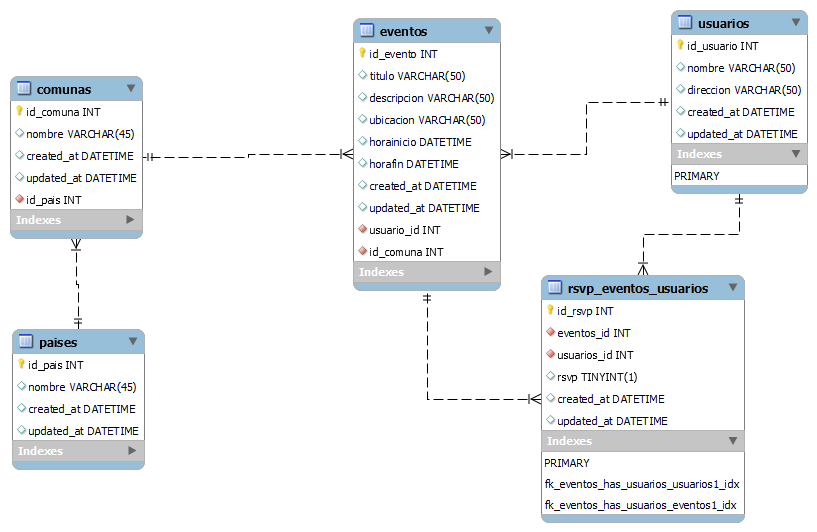 comunas
id_comuna INT
nombre VARCHAR(45)
created_at DATETIME
updated_at DATETIME
id_pais INT
Indexes
paises
id_pais INT
nombre VARCHAR(45)
created_at DATETIME
updated_at DATETIME
Indexes
eventos
id_evento INT
titulo VARCHAR(50)
descripcion VARCHAR(50)
ubicacion VARCHAR(50)
horainicio DATETIME
horafin DATETIME
created_at DATETIME
updated_at DATETIME
usuario_id INT
id_comuna INT
Indexes
usuarios
id_usuario INT
nombre VARCHAR(50)
direccion VARCHAR(50)
created_at DATETIME
updated_at DATETIME
Indexes
PRIMARY
rsvp_eventos_usuarios
id_rsvp INT
eventos_id INT
usuarios_id INT
rsvp TINYINT(1)
created_at DATETIME
updated_at DATETIME
Indexes
PRIMARY
fk_eventos_has_usuarios_usuarios1_idx
fk_eventos_has_usuarios_eventos1_idx